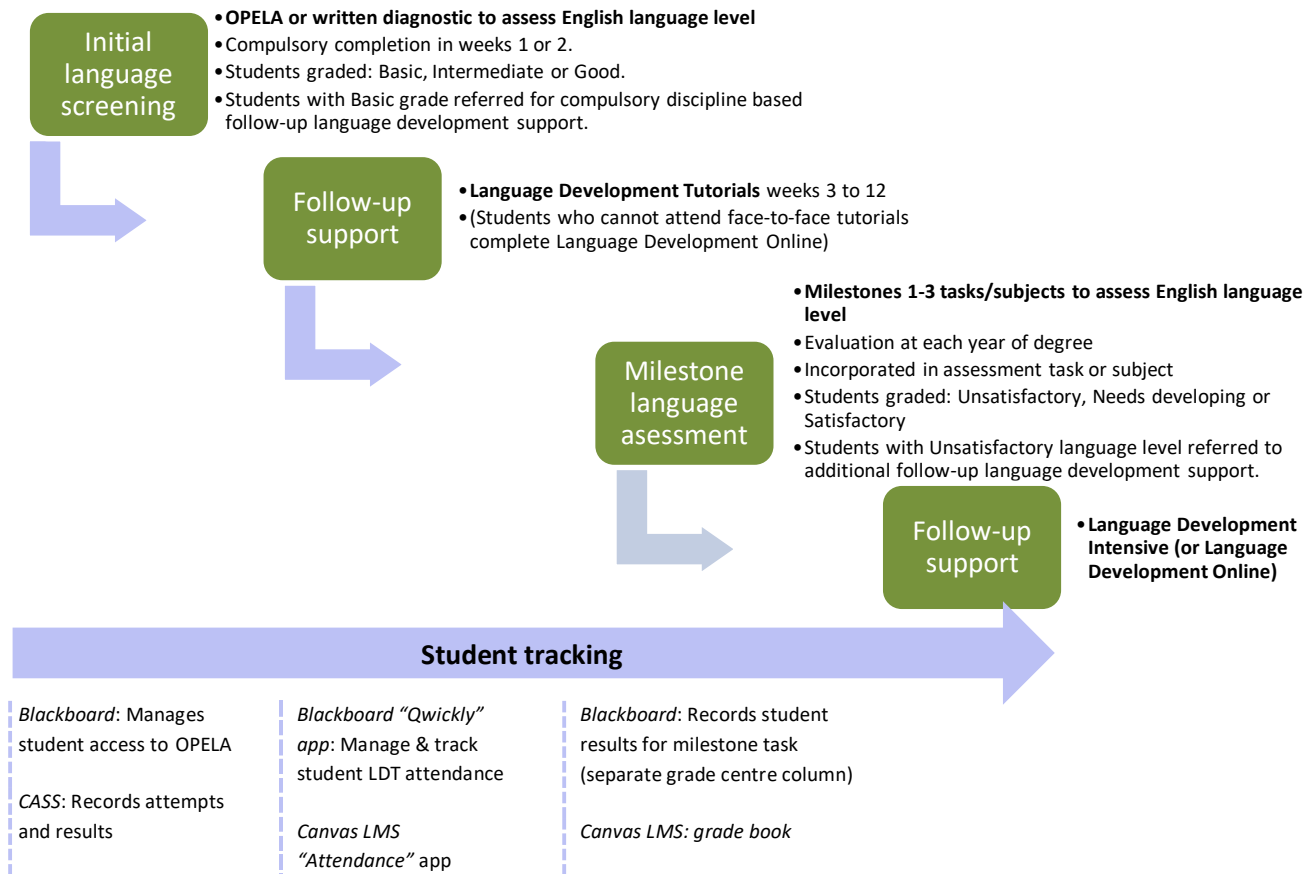 Initial
language
screening
•OPELA or written diagnostic to assess English language level
•Compulsory completion in weeks 1 or 2.
•Students graded: Basic, Intermediate or Good.
•Students with Basic grade referred for compulsory discipline based
follow-up language development support.
Follow-up
support
•Language Development Tutorials weeks 3 to 12
•(Students who cannot attend face-to-face tutorials
complete Language Development Online)
Milestone
language
asessment
•Milestones 1-3 tasks/subjects to assess English language
level
•Evaluation at each year of degree
•Incorporated in assessment task or subject
•Students graded: Unsatisfactory, Needs developing or
Satisfactory
•Students with Unsatisfactory language level referred to
additional follow-up language development support.
Follow-up
support
•Language Development
Intensive (or Language
Development Online)
Student tracking
Blackboard: Manages
student access to OPELA
CASS: Records attempts
and results
Blackboard “Qwickly”
app: Manage & track
student LDT attendance
Canvas LMS
“Attendance” app
Blackboard: Records student
results for milestone task
(separate grade centre column)
Canvas LMS: grade book